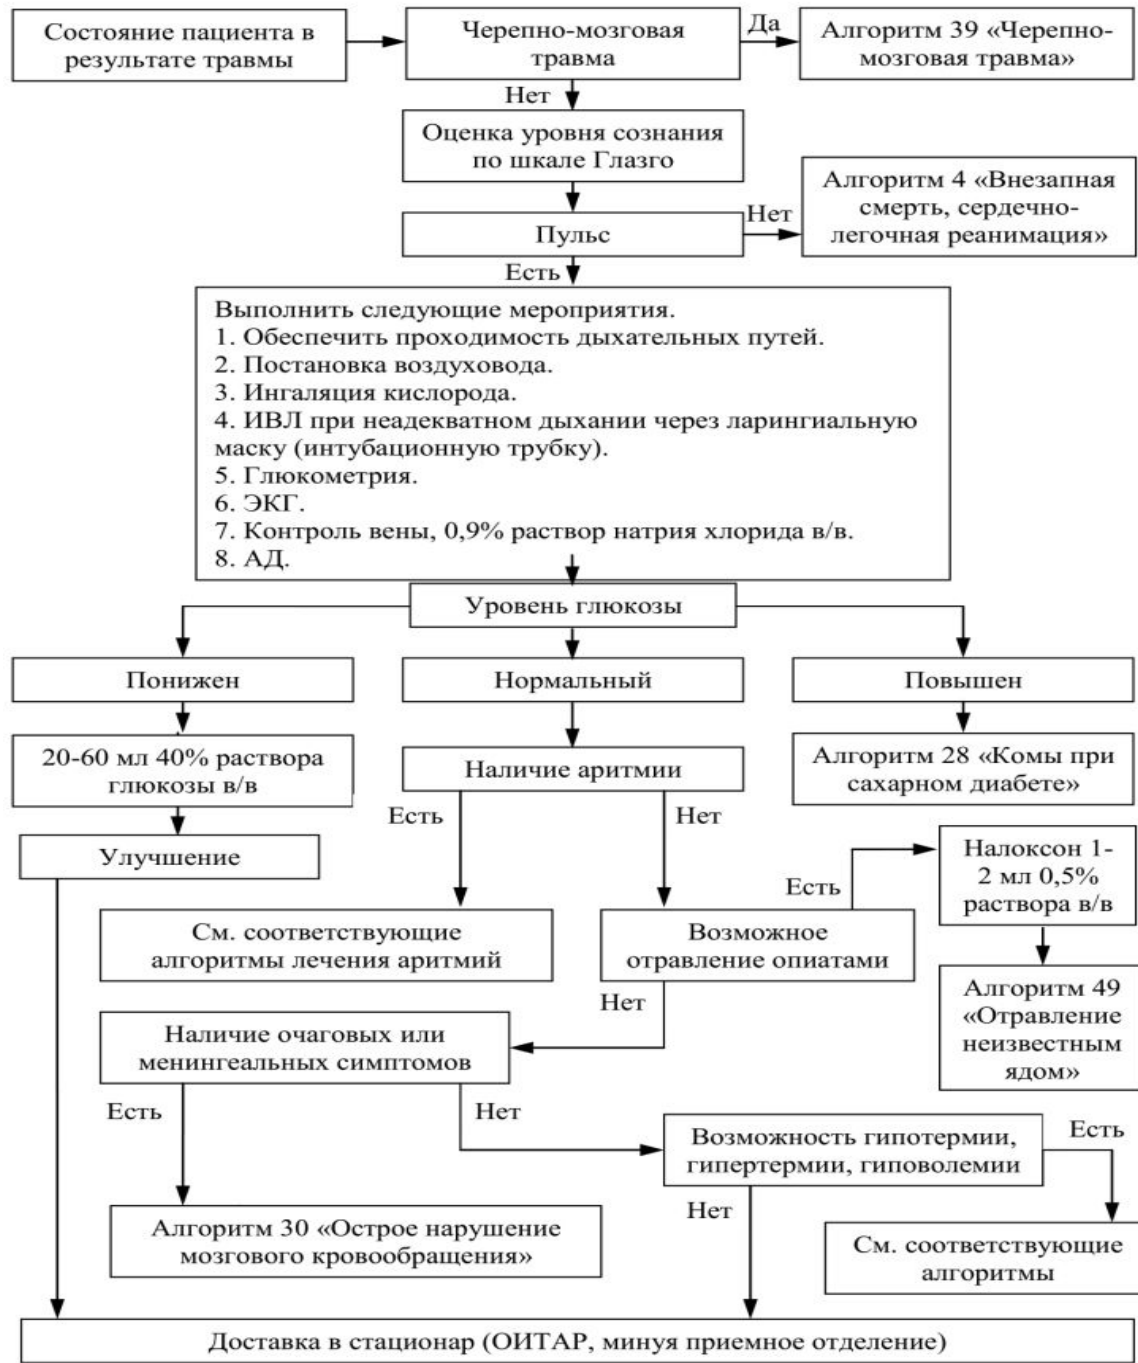 Состояние пациента в
результате травмы
Черепно-мозговая
травма
Да
Алгоритм 39 «Черепно-
мозговая травма»
Нет
Оценка уровня сознания
по шкале Глазго
Пульс
Нет
Алгоритм 4 «Внезапная
смерть, сердечно-
легочная реанимация»
Есть
Выполнить следующие мероприятия.
1. Обеспечить проходимость дыхательных путей.
2. Постановка воздуховода.
3. Ингаляция кислорода.
4. ИВЛ при неадекватном дыхании через ларингиальную
маску (интубационную трубку).
5. Глюкометрия.
6. ЭКГ.
7. Контроль вены, 0,9% раствор натрия хлорида в/в.
8. АД.
Уровень глюкозы
Понижен
Нормальный
Повышен
20-60 мл 40% раствора
глюкозы в/в
Наличие аритмии
Алгоритм 28 «Комы при
сахарном диабете»
Улучшение
Есть
Нет
См. соответствующие
алгоритмы лечения аритмий
Возможное
отравление опиатами
Есть
Налоксон 1-
2 мл 0,5%
раствора в/в
Алгоритм 49
«Отравление
неизвестным
ядом»
Нет
Наличие очаговых или
менингеальных симптомов
Есть
Нет
Возможность гипотермии,
гипертермии, гиповолемии
Есть
Нет
Алгоритм 30 «Острое нарушение
мозгового кровообращения»
См. соответствующие
алгоритмы
Доставка в стационар (ОИТАР, минуя приемное отделение)